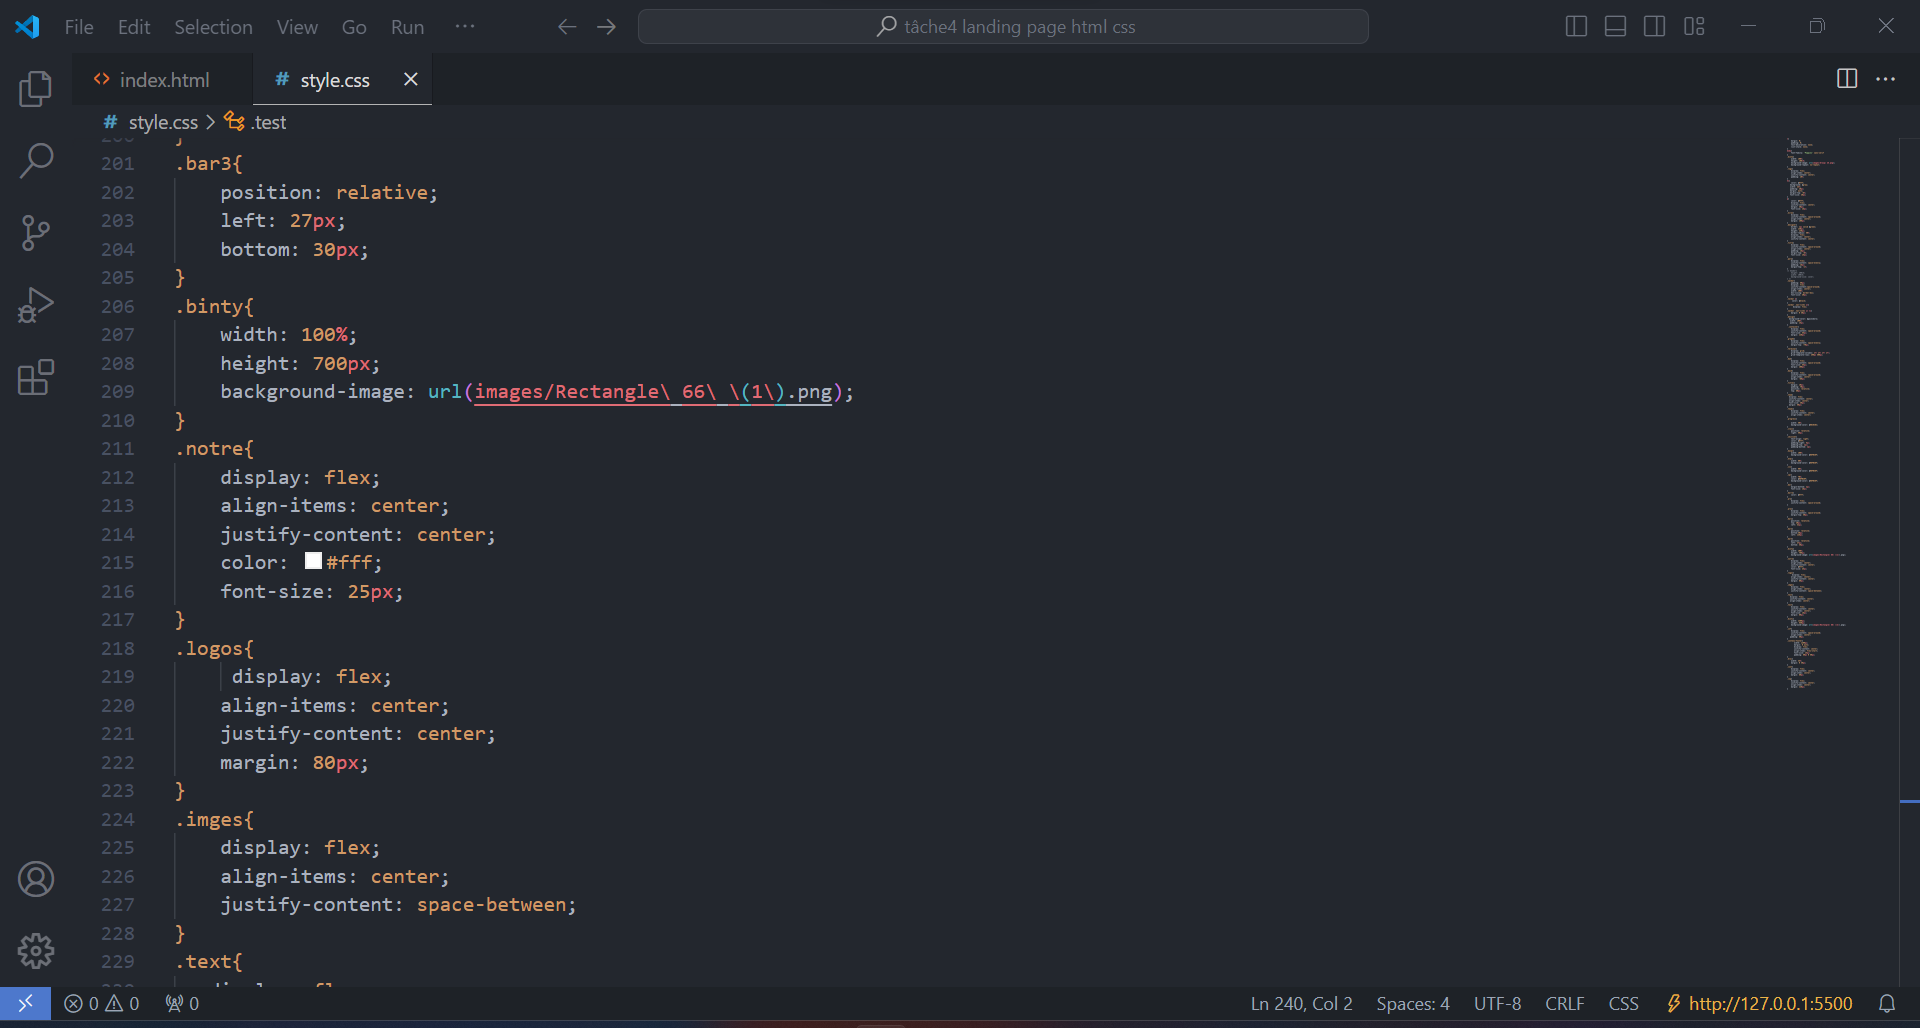 File Edit Selection View Go Run ···
tâche4 landing page html css
index.html
# style.css
# style.css > .test
201 .bar3{
202 position: relative;
203 left: 27px;
204 bottom: 30px;
205 }
206 .binty{
207 width: 100%;
208 height: 700px;
209 background-image: url(images/Rectangle\ 66\ \(1\).png);
210 }
211 .notre{
212 display: flex;
213 align-items: center;
214 justify-content: center;
215 color: #fff;
216 font-size: 25px;
217 }
218 .logos{
219 display: flex;
220 align-items: center;
221 justify-content: center;
222 margin: 80px;
223 }
224 .imges{
225 display: flex;
226 align-items: center;
227 justify-content: space-between;
228 }
229 .text{
0 0 0 Ln 240, Col 2 Spaces: 4 UTF-8 CRLF CSS http://127.0.0.1:5500